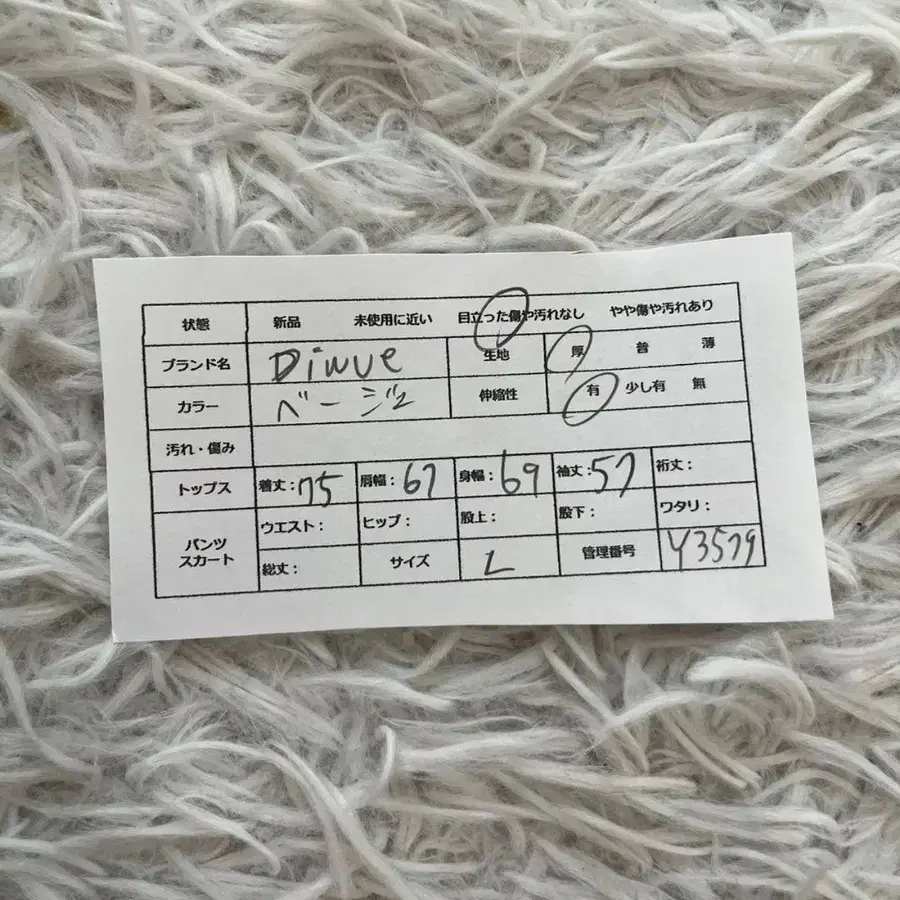 状態 新品 未使用に近い 目立った傷や汚れなし やや傷や汚れあり
ブランド名 Diwue 生地 厚 普 薄
カラー ベージュ 伸縮性 有 少し有 無
汚れ・傷み
トップス 着丈:75 肩幅:67 身幅:69 袖丈:57 裄丈:
パンツ スカート ウエスト: ヒップ: 股上: 股下: ワタリ:
総丈: サイズ L 管理番号 Y3579